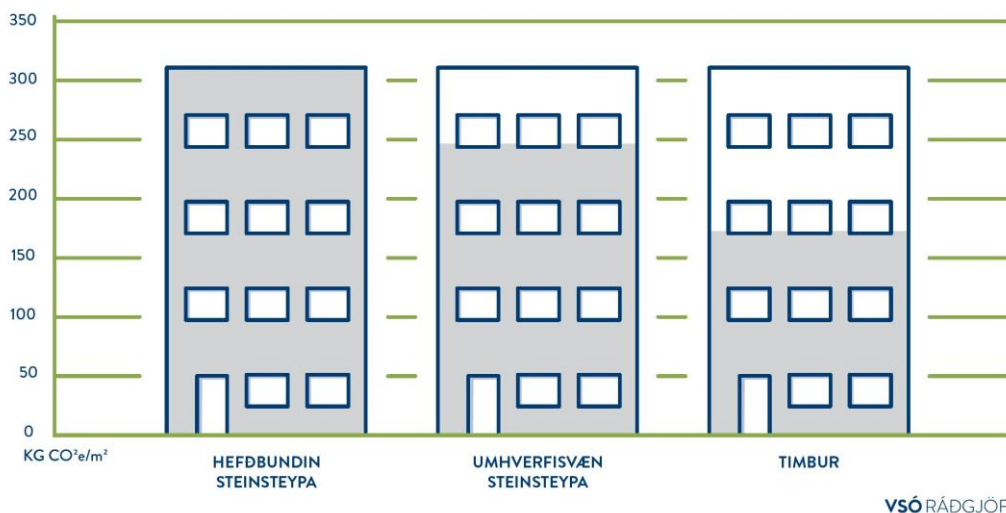 350
300
250
200
150
100
50
0
KG CO²e/m²
HEFÐBUNDIN
STEINSTEYPA
UMHVERFISVÆN
STEINSTEYPA
TIMBUR
VSÓ RÁÐGJÖF